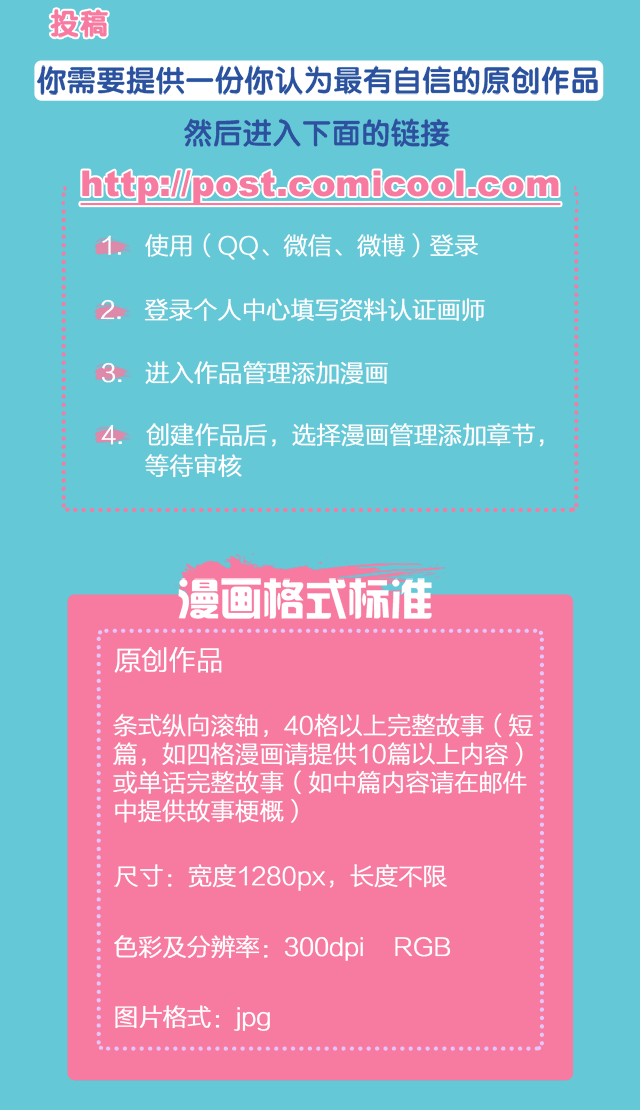 投稿
你需要提供一份你认为最有自信的原创作品
然后进入下面的链接
http://post.comicool.com
1. 使用（QQ、微信、微博）登录
2. 登录个人中心填写资料认证画师
3. 进入作品管理添加漫画
4. 创建作品后，选择漫画管理添加章节，
等待审核
漫画格式标准
原创作品
条式纵向滚轴，40格以上完整故事（短
篇，如四格漫画请提供10篇以上内容）
或单话完整故事（如中篇内容请在邮件
中提供故事梗概）
尺寸：宽度1280px，长度不限
色彩及分辨率：300dpi RGB
图片格式：jpg